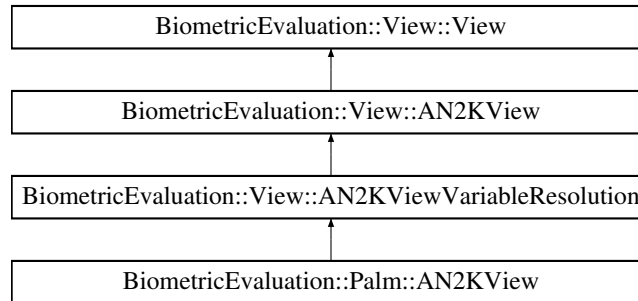 BiometricEvaluation::View::View
BiometricEvaluation::View::AN2KView
BiometricEvaluation::View::AN2KViewVariableResolution
BiometricEvaluation::Palm::AN2KView